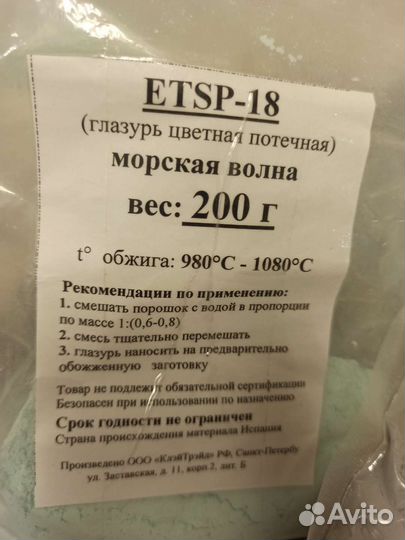 ETSP-18
(глазурь цветная потечная)
морская волна
вес: 200 г
t° обжига: 980°С - 1080°С
Рекомендации по применению:
1. смешать порошок с водой в пропорции
по массе 1:(0,6-0,8)
2. смесь тщательно перемешать
3. глазурь наносить на предварительно
обожженную заготовку
Товар не подлежит обязательной сертификации
Безопасен при использовании по назначению
Срок годности не ограничен
Страна происхождения материала Испания
Произведено ООО «КлэйТрэйд» РФ, Санкт-Петербу
ул. Заставская, д. 11, корп 2, лит. Б
Avito